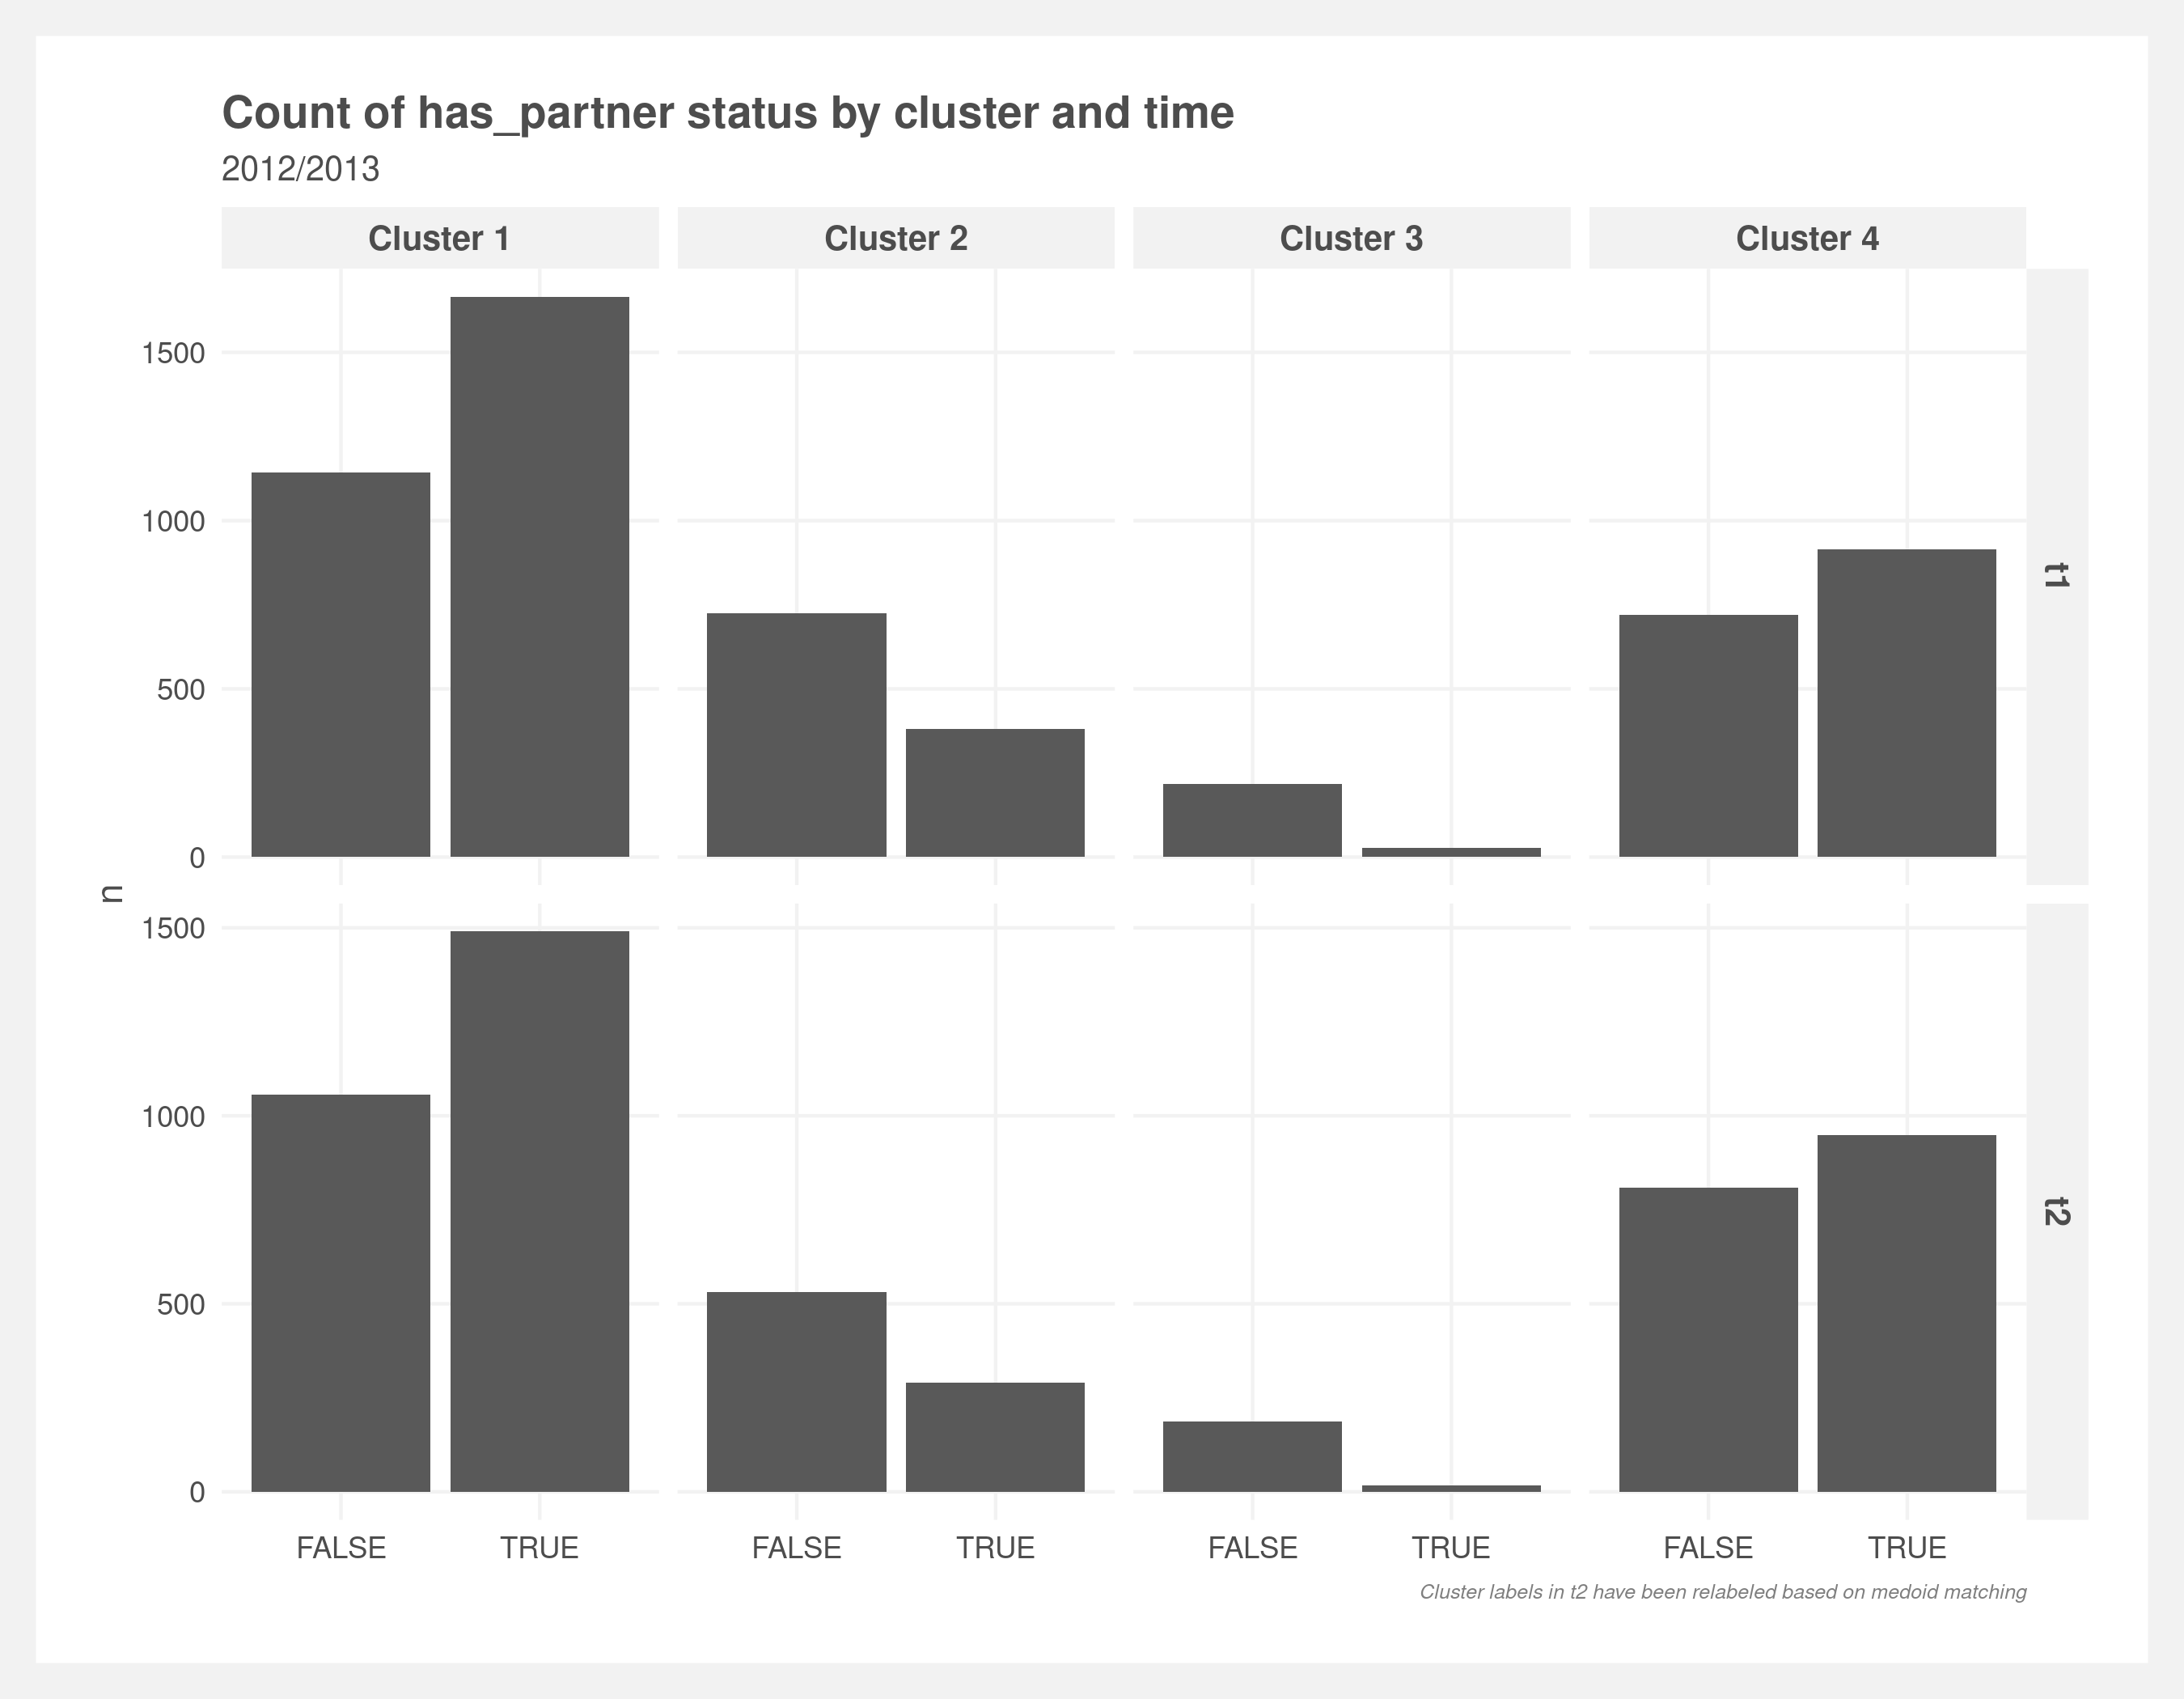 Count of has_partner status by cluster and time
2012/2013
Cluster 1 Cluster 2 Cluster 3 Cluster 4
1500
1000
500
0
t1
n
1500
1000
500
0
t2
FALSE TRUE FALSE TRUE FALSE TRUE FALSE TRUE
Cluster labels in t2 have been relabeled based on medoid matching